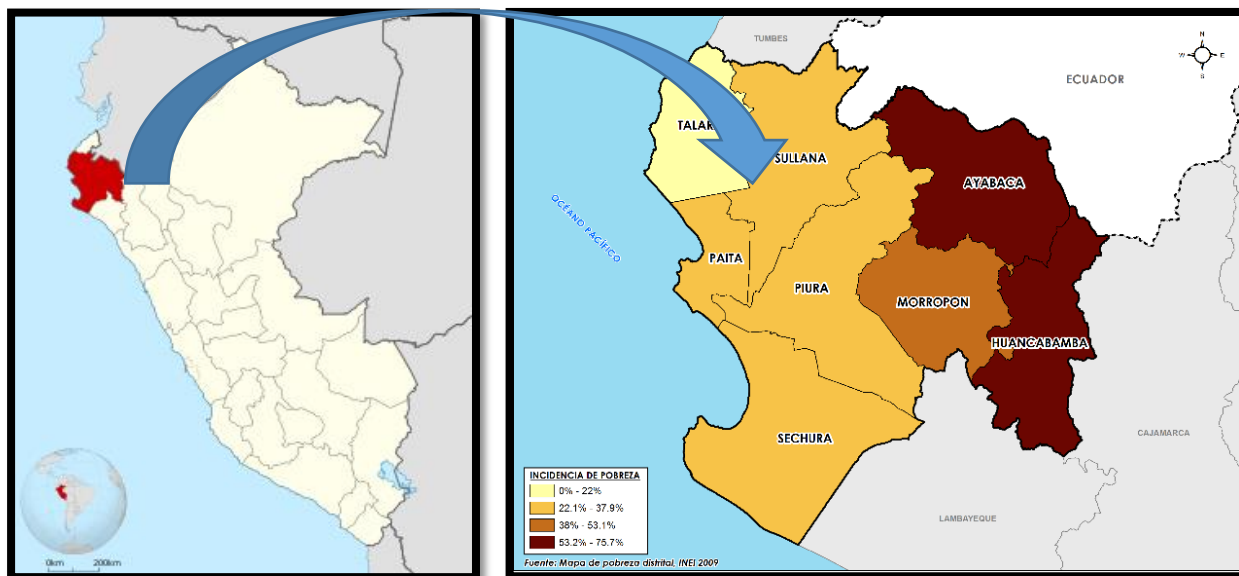 0km 200km
TUMBES
N
W E
S
ECUADOR
TALAR
SULLANA
AYABACA
OCÉANO PACÍFICO
PAITA
PIURA
MORROPON
HUANCABAMBA
SECHURA
CAJAMARCA
LAMBAYEQUE
INCIDENCIA DE POBREZA
0% - 22%
22.1% - 37.9%
38% - 53.1%
53.2% - 75.7%
Fuente: Mapa de pobreza distrital, INEI 2009